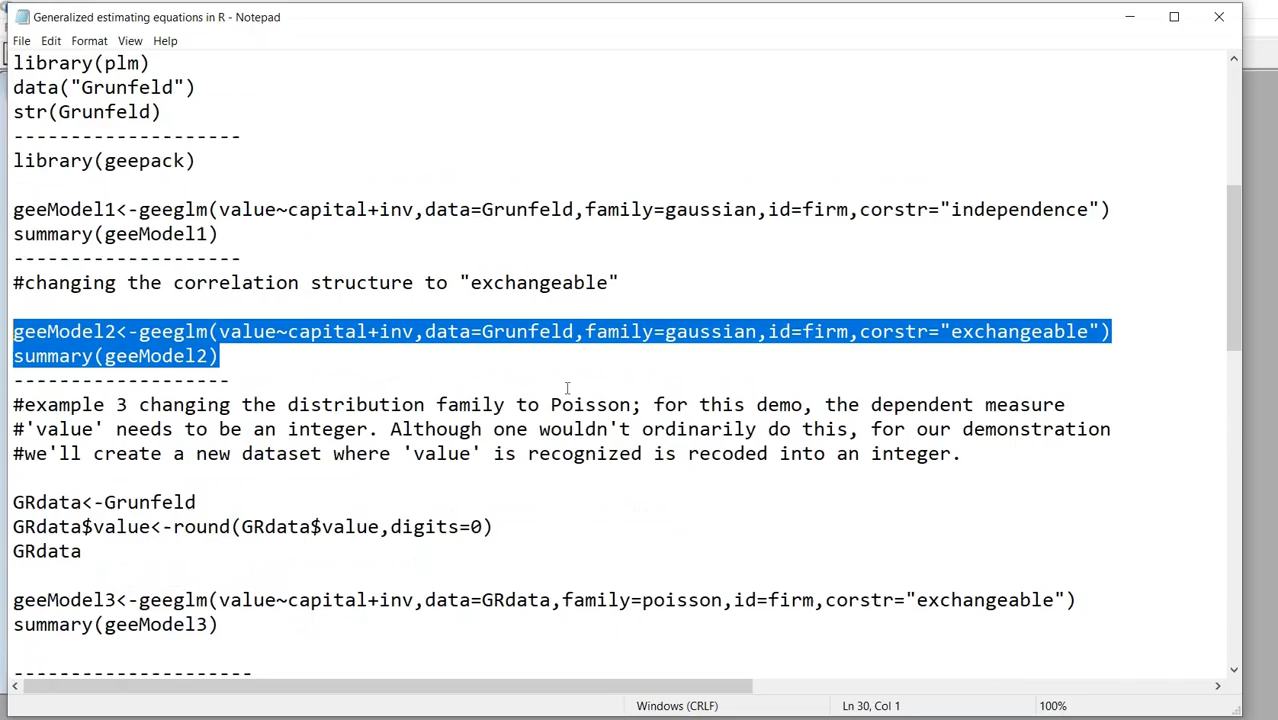 Generalized estimating equations in R - Notepad
File Edit Format View Help
library(plm)
data("Grunfeld")
str(Grunfeld)
--------------------
library(geepack)
geeModel1<-geeglm(value~capital+inv,data=Grunfeld,family=gaussian,id=firm,corstr="independence")
summary(geeModel1)
--------------------
#changing the correlation structure to "exchangeable"
geeModel2<-geeglm(value~capital+inv,data=Grunfeld,family=gaussian,id=firm,corstr="exchangeable")
summary(geeModel2)
-------------------
#example 3 changing the distribution family to Poisson; for this demo, the dependent measure
#'value' needs to be an integer. Although one wouldn't ordinarily do this, for our demonstration
#we'll create a new dataset where 'value' is recognized is recoded into an integer.
GRdata<-Grunfeld
GRdata$value<-round(GRdata$value,digits=0)
GRdata
geeModel3<-geeglm(value~capital+inv,data=GRdata,family=poisson,id=firm,corstr="exchangeable")
summary(geeModel3)
---------------------
Windows (CRLF) Ln 30, Col 1 100%